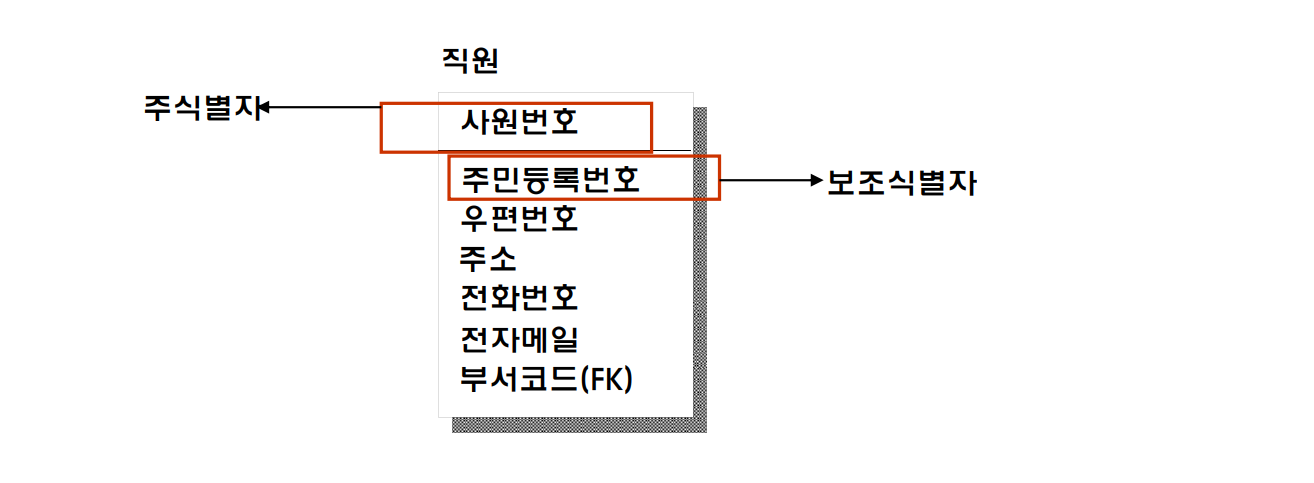 직원
주식별자
사원번호
주민등록번호
보조식별자
우편번호
주소
전화번호
전자메일
부서코드(FK)